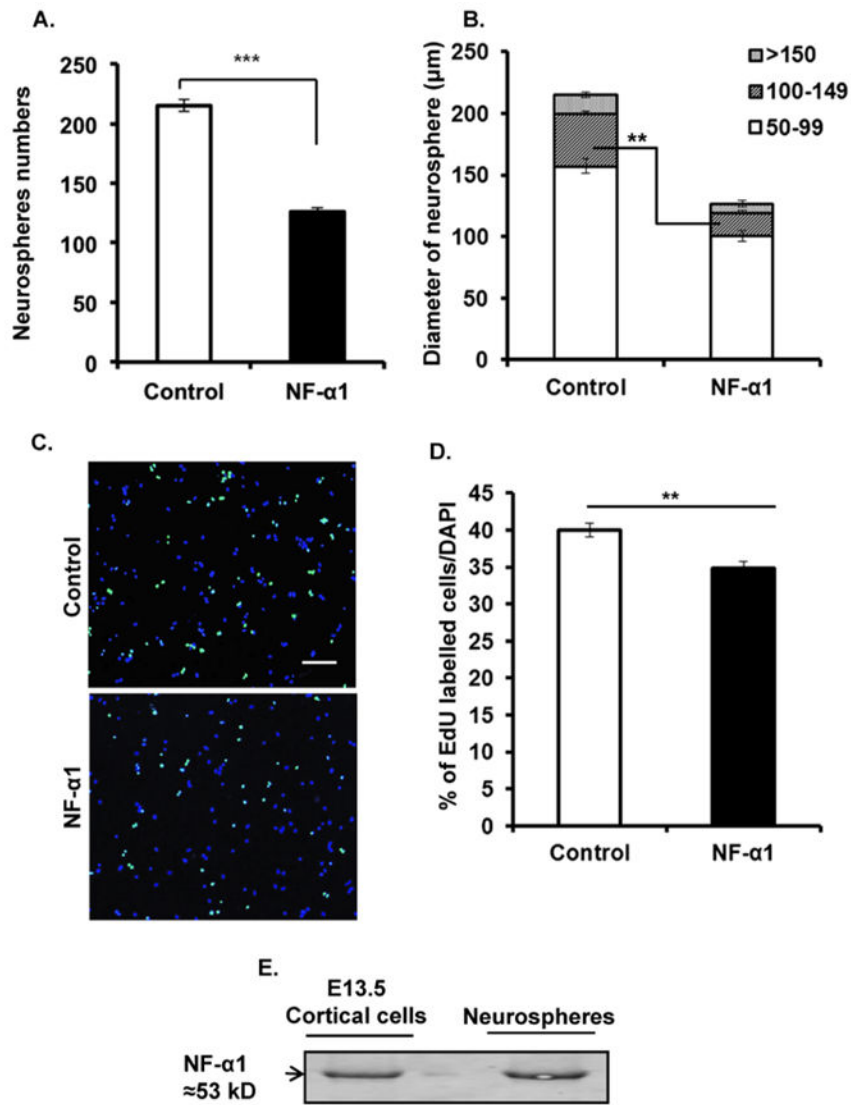 A.
***
Neurospheres numbers
250
200
150
100
50
0
Control
NF-α1
B.
Diameter of neurosphere (μm)
250
200
150
100
50
0
**
>150
100-149
50-99
Control
NF-α1
C.
Control
NF-α1
D.
% of EdU labelled cells/DAPI
45
40
35
30
25
20
15
10
5
0
**
Control
NF-α1
E.
E13.5
Cortical cells
Neurospheres
NF-α1
≈53 kD